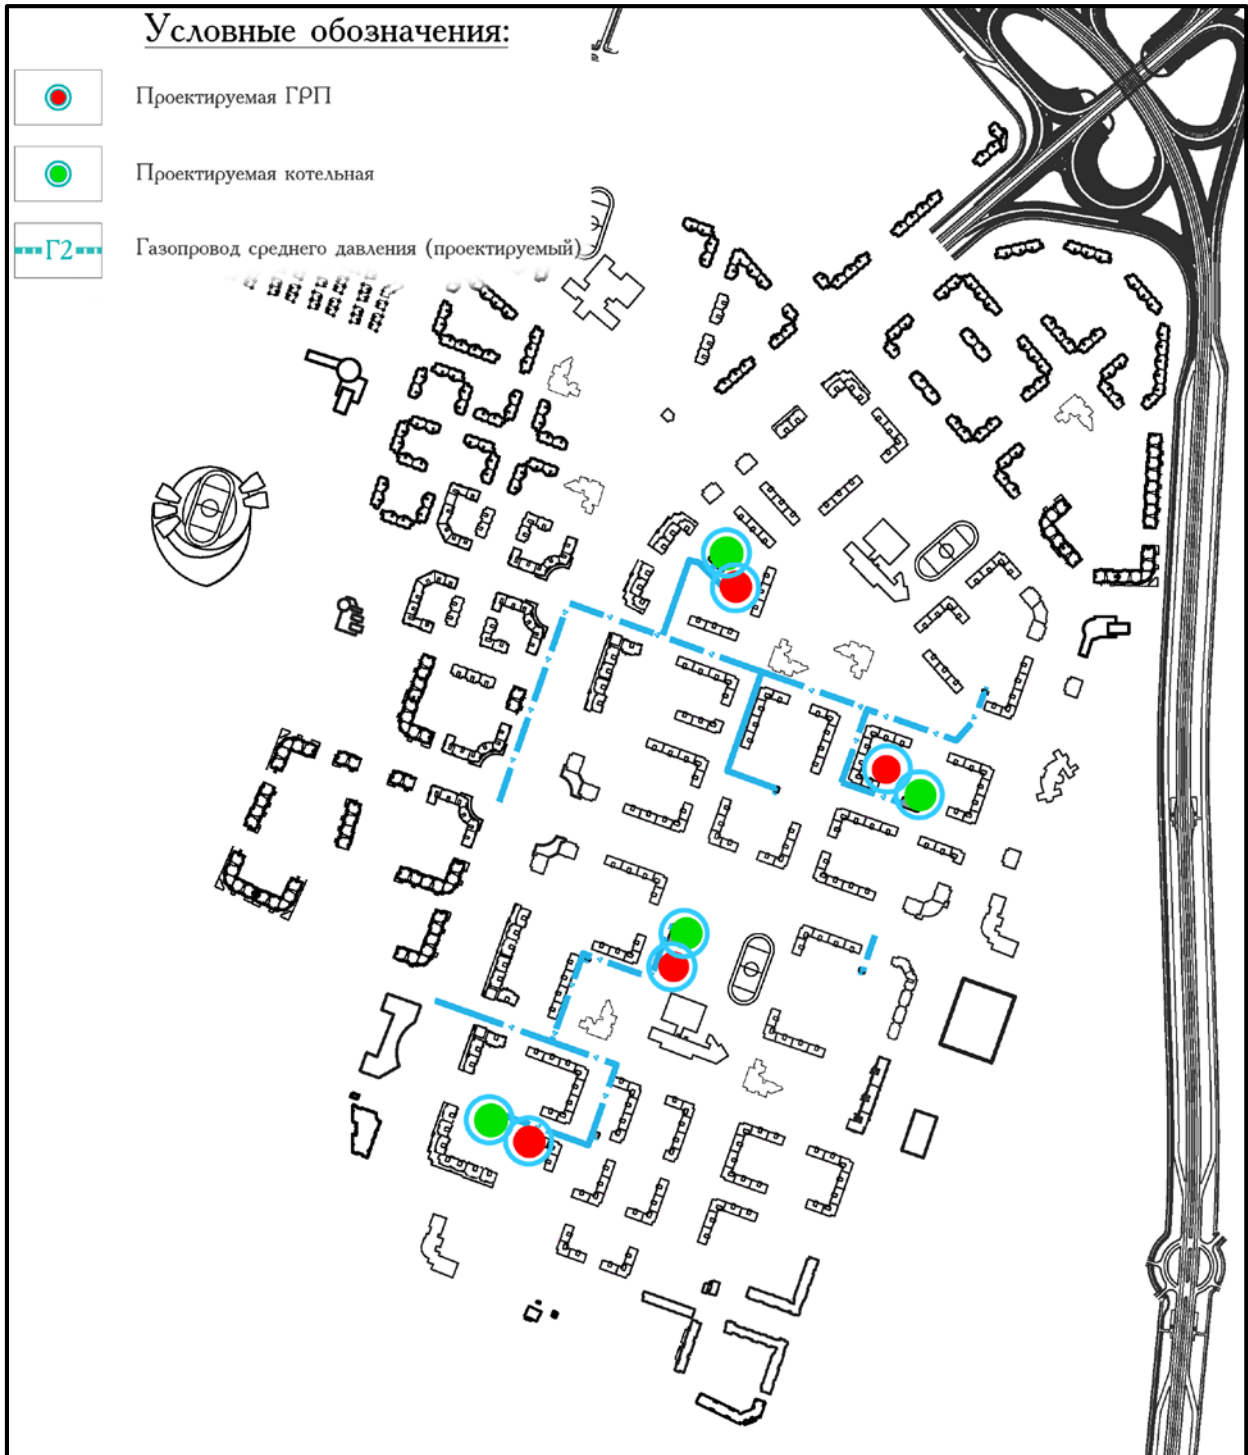 Условные обозначения:
Проектируемая ГРП
Проектируемая котельная
Г2
Газопровод среднего давления (проектируемый)